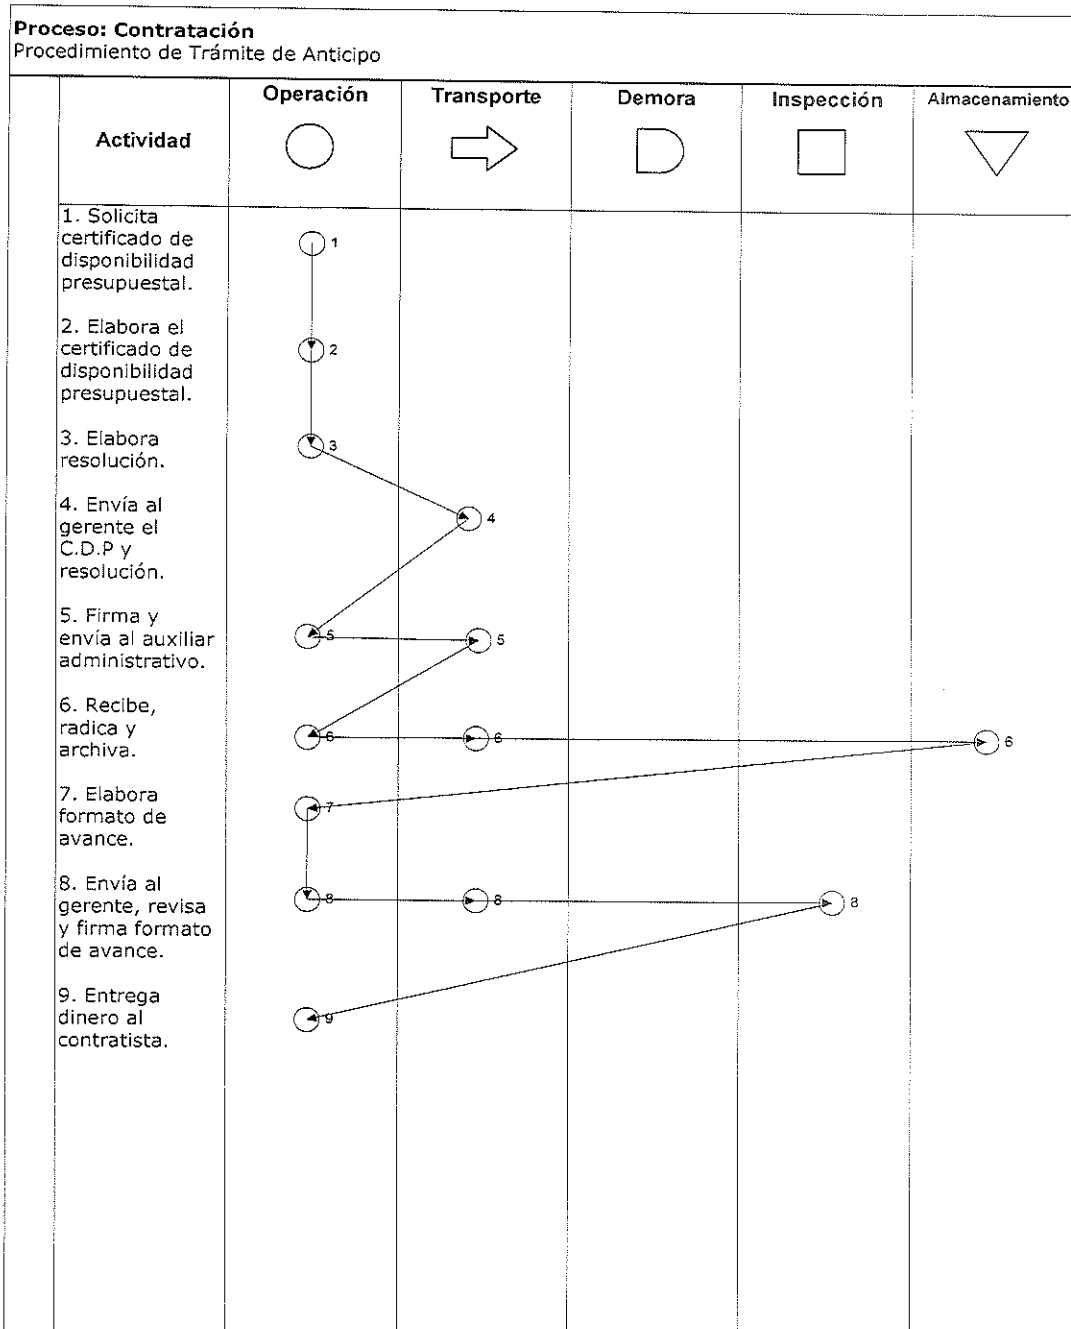 Proceso: Contratación
Procedimiento de Trámite de Anticipo
Actividad
Operación
Transporte
Demora
Inspección
Almacenamiento
1. Solicita
certificado de
disponibilidad
presupuestal.
1
2. Elabora el
certificado de
disponibilidad
presupuestal.
2
3. Elabora
resolución.
3
4. Envía al
gerente el
C.D.P y
resolución.
4
5. Firma y
envía al auxiliar
administrativo.
5
5
6. Recibe,
radica y
archiva.
6
6
6
7. Elabora
formato de
avance.
7
8. Envía al
gerente, revisa
y firma formato
de avance.
8
8
8
9. Entrega
dinero al
contratista.
9